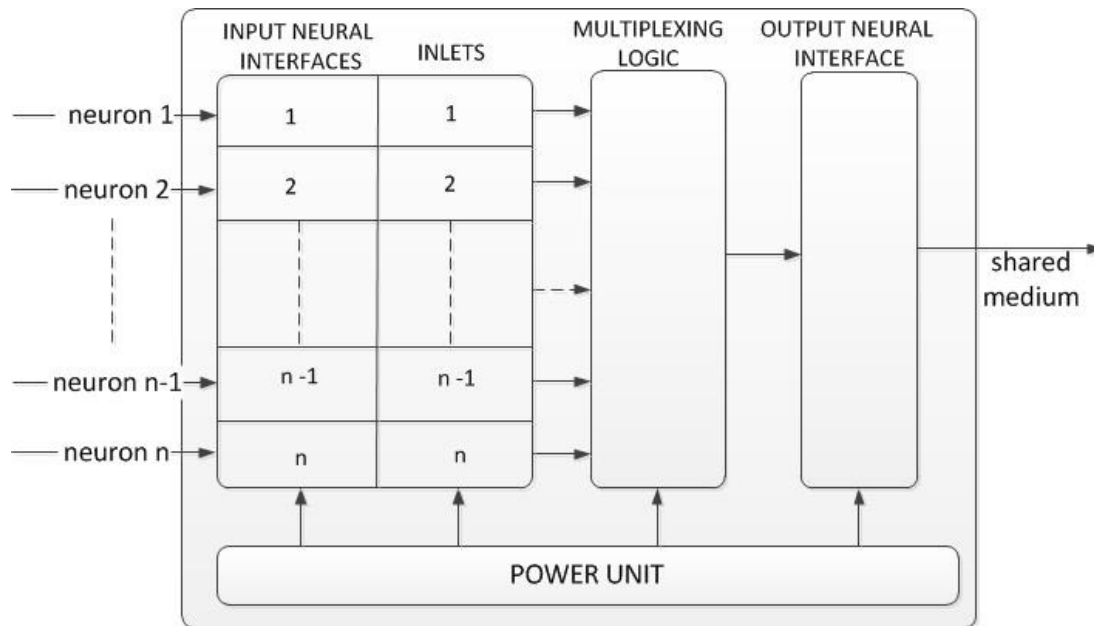 INPUT NEURAL
INTERFACES
INLETS
MULTIPLEXING
LOGIC
OUTPUT NEURAL
INTERFACE
neuron 1
1
1
neuron 2
2
2
neuron n-1
n -1
n -1
neuron n
n
n
shared
medium
POWER UNIT